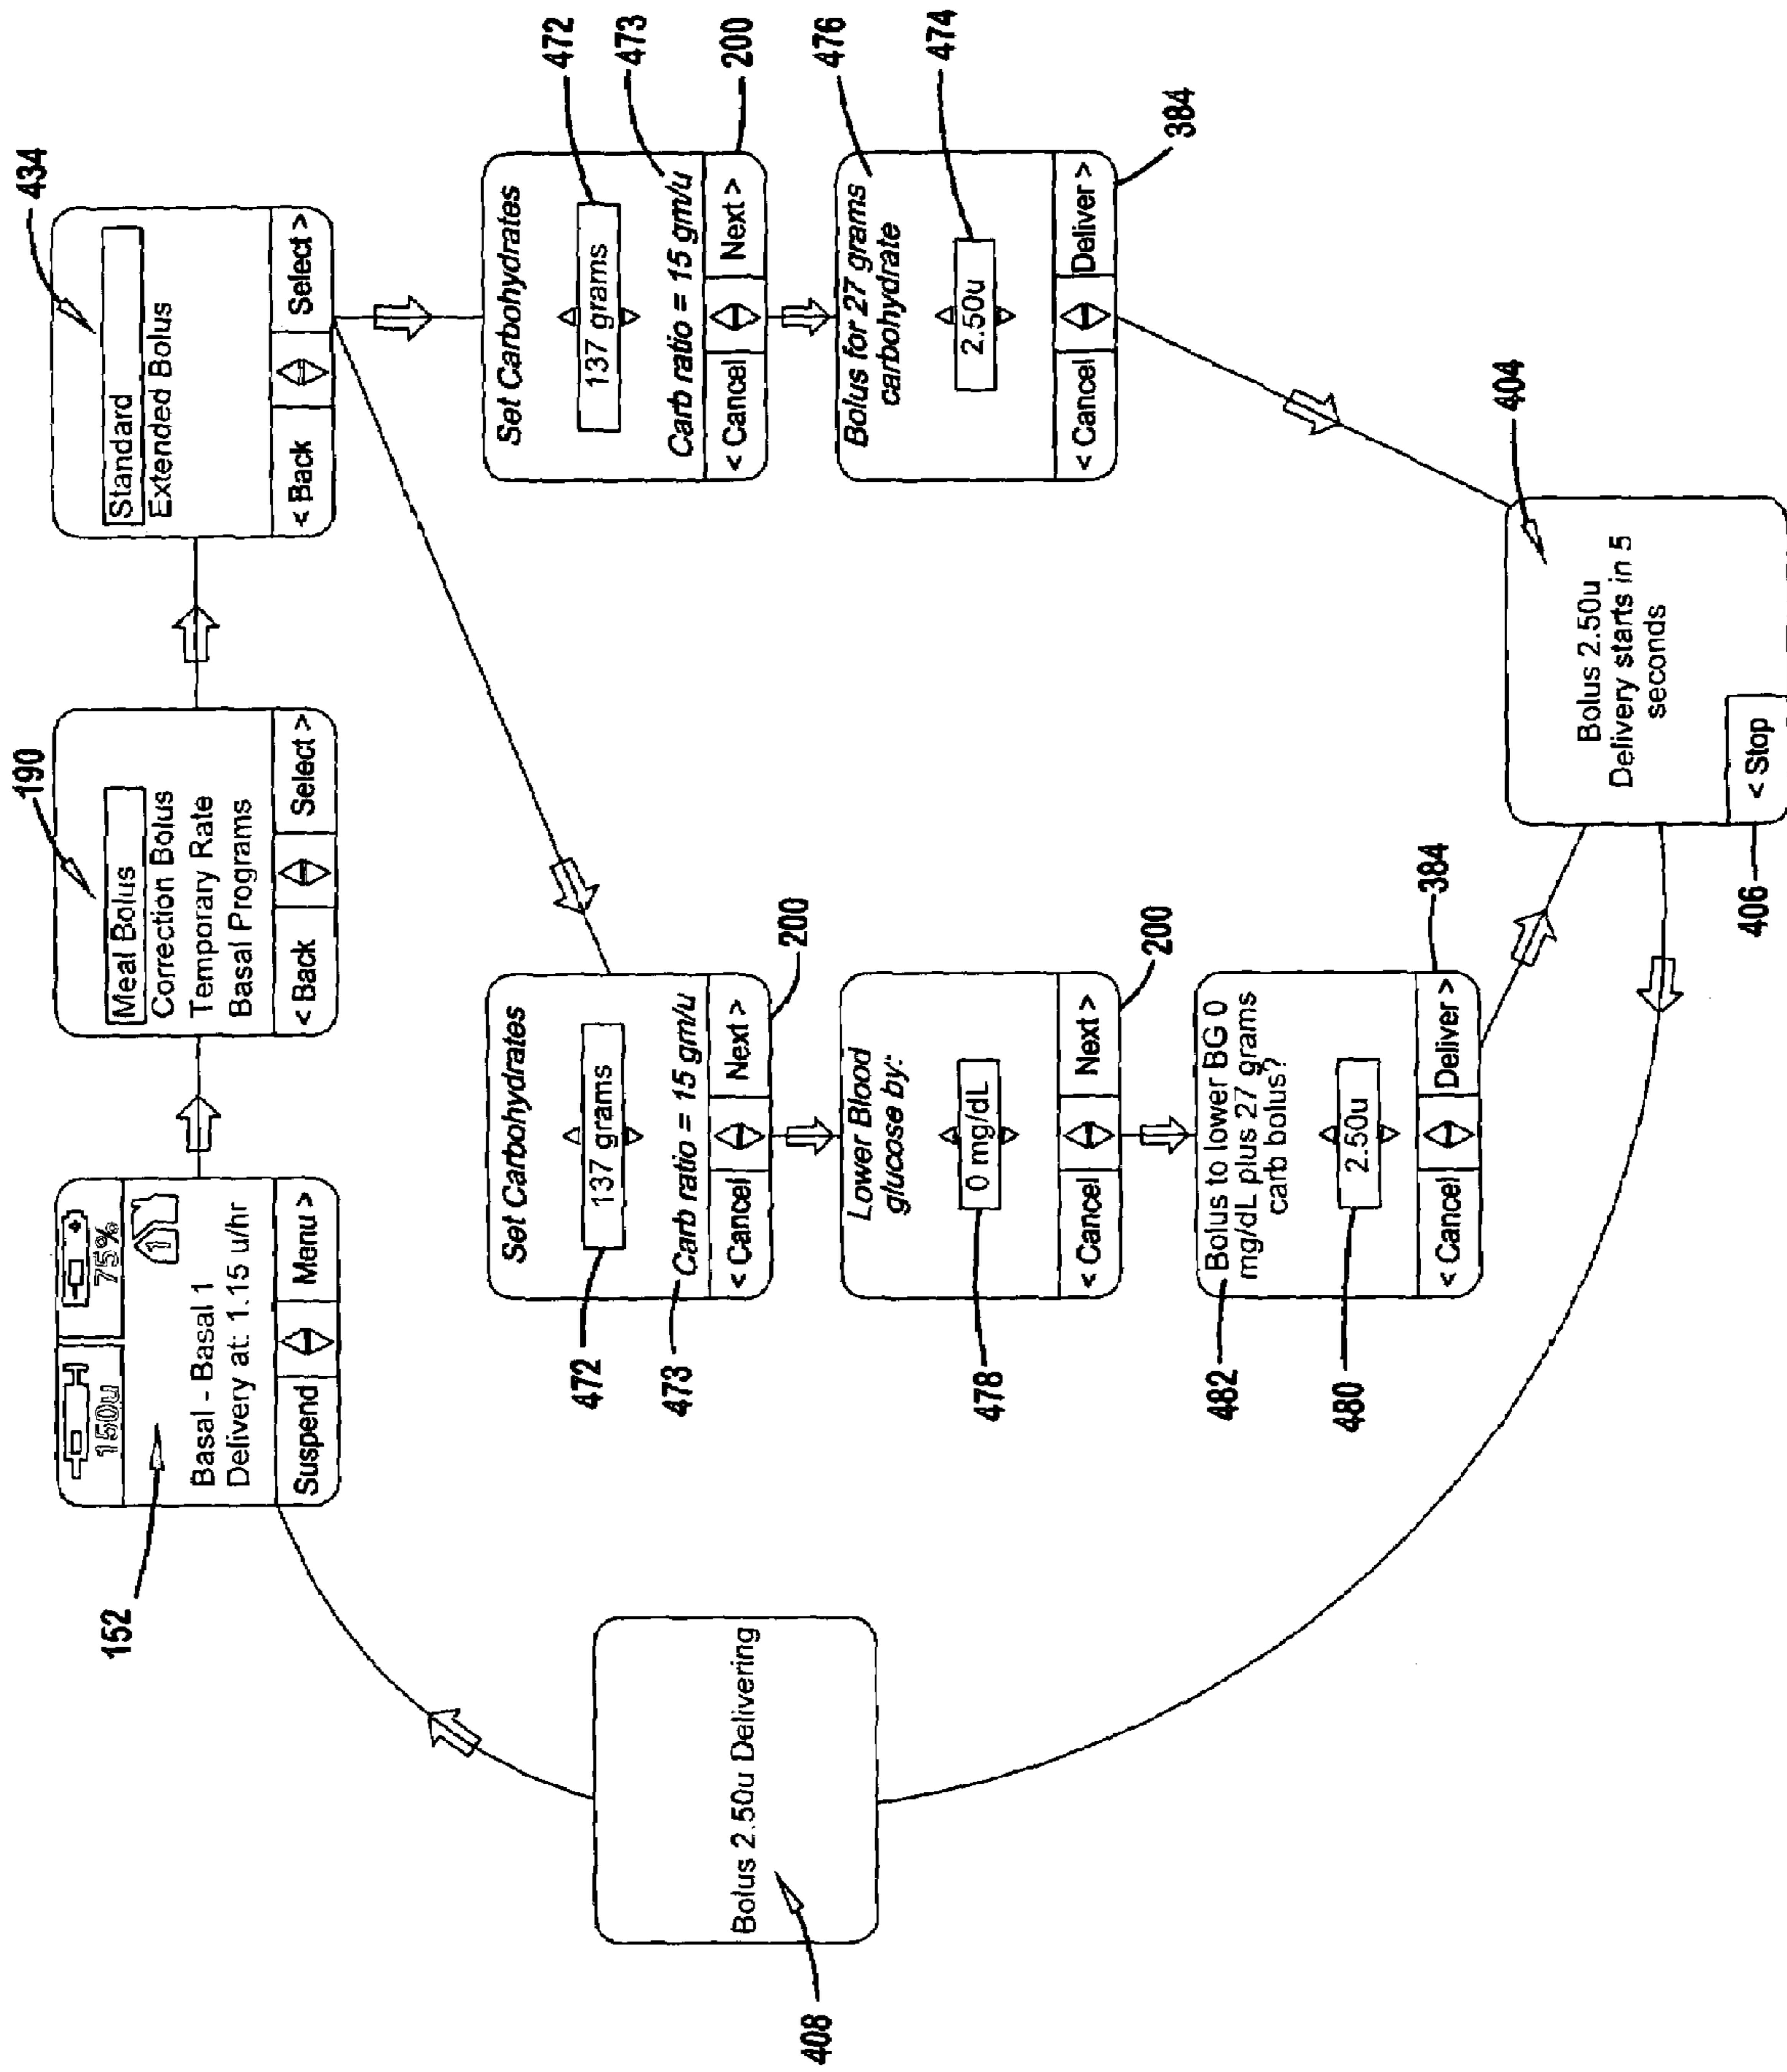 152
150u
75%
1
Basal - Basal 1
Delivery at: 1.15 u/hr
Suspend
Menu >
190
Meal Bolus
Correction Bolus
Temporary Rate
Basal Programs
< Back
Select >
434
Standard
Extended Bolus
< Back
Select >
Set Carbohydrates
472
137 grams
473
Carb ratio = 15 gm/u
< Cancel
Next >
200
Lower Blood
glucose by:
478
0 mg/dL
< Cancel
Next >
200
482
Bolus to lower BG 0
mg/dL plus 27 grams
carb bolus?
480
2.50u
< Cancel
Deliver >
384
Set Carbohydrates
137 grams
472
Carb ratio = 15 gm/u
473
< Cancel
Next >
200
Bolus for 27 grams
carbohydrate
476
2.50u
474
< Cancel
Deliver >
384
404
Bolus 2.50u
Delivery starts in 5
seconds
406
< Stop
Bolus 2.50u Delivering
408